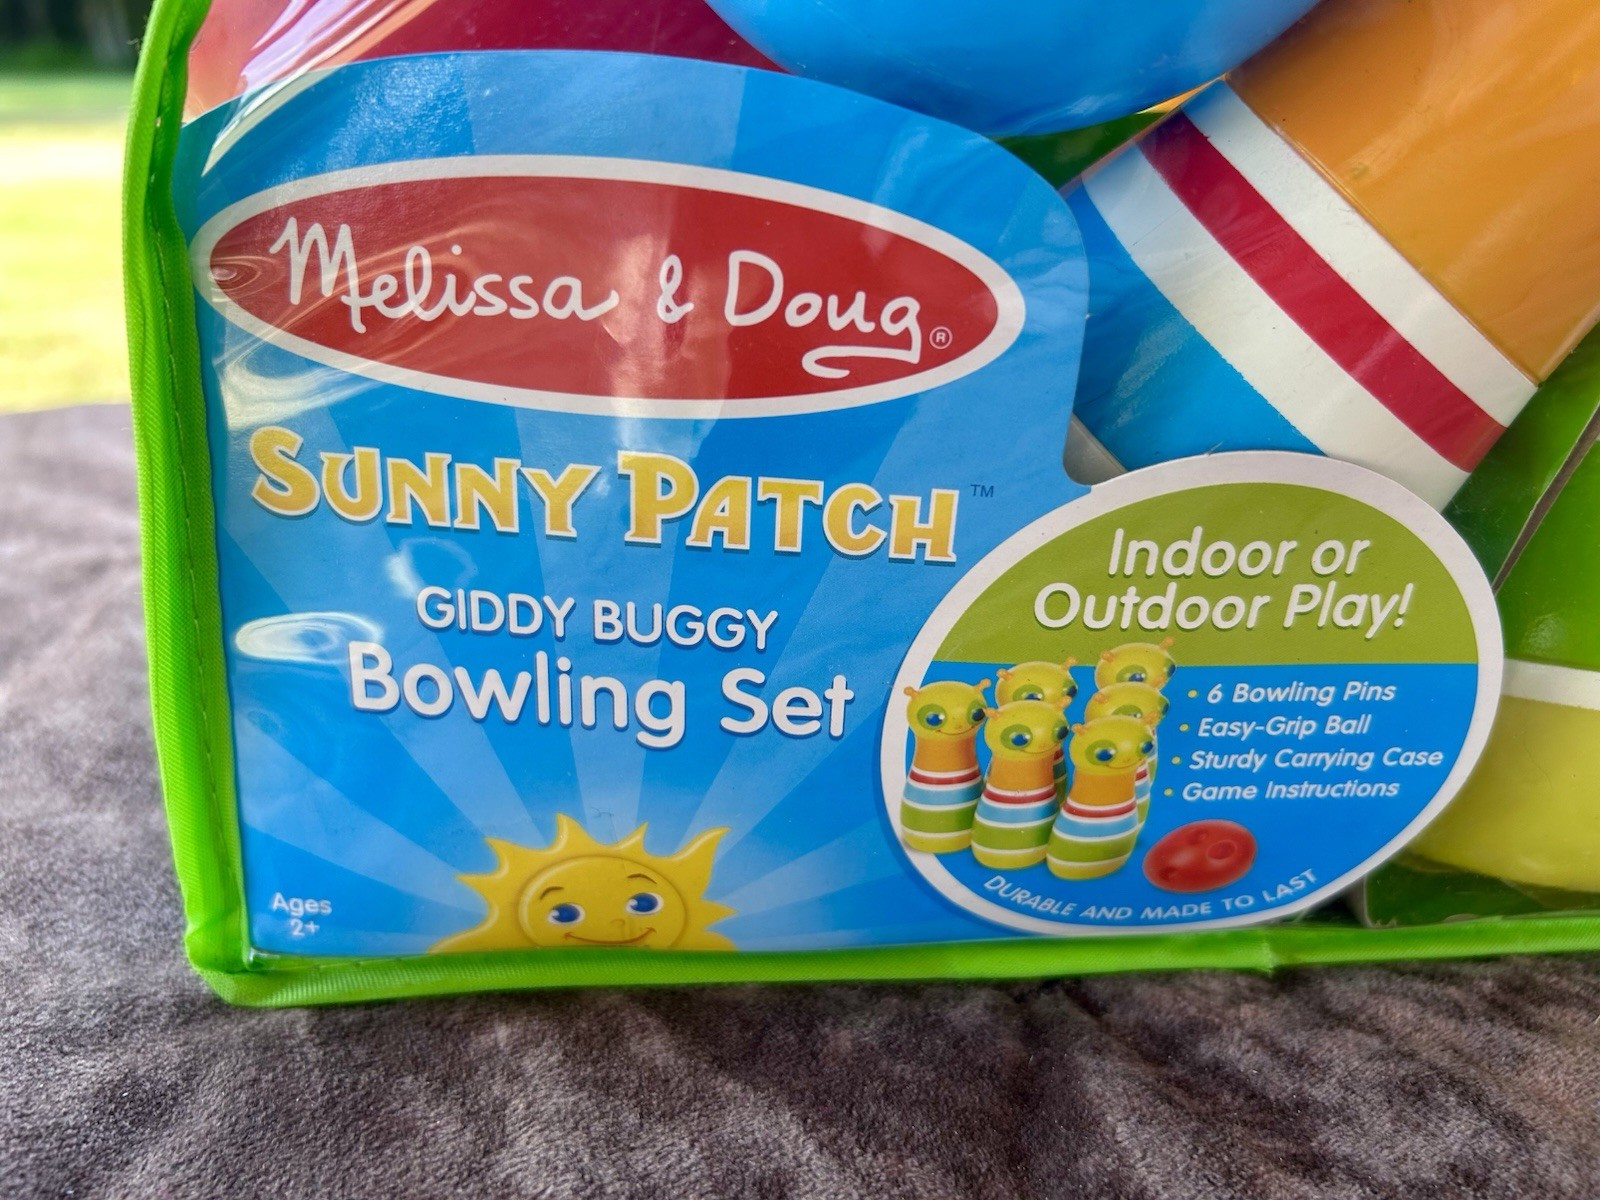 Melissa & Doug®
SUNNY PATCH™
GIDDY BUGGY
Bowling Set
Ages
2+
Indoor or
Outdoor Play!
• 6 Bowling Pins
• Easy-Grip Ball
• Sturdy Carrying Case
• Game Instructions
DURABLE AND MADE TO LAST